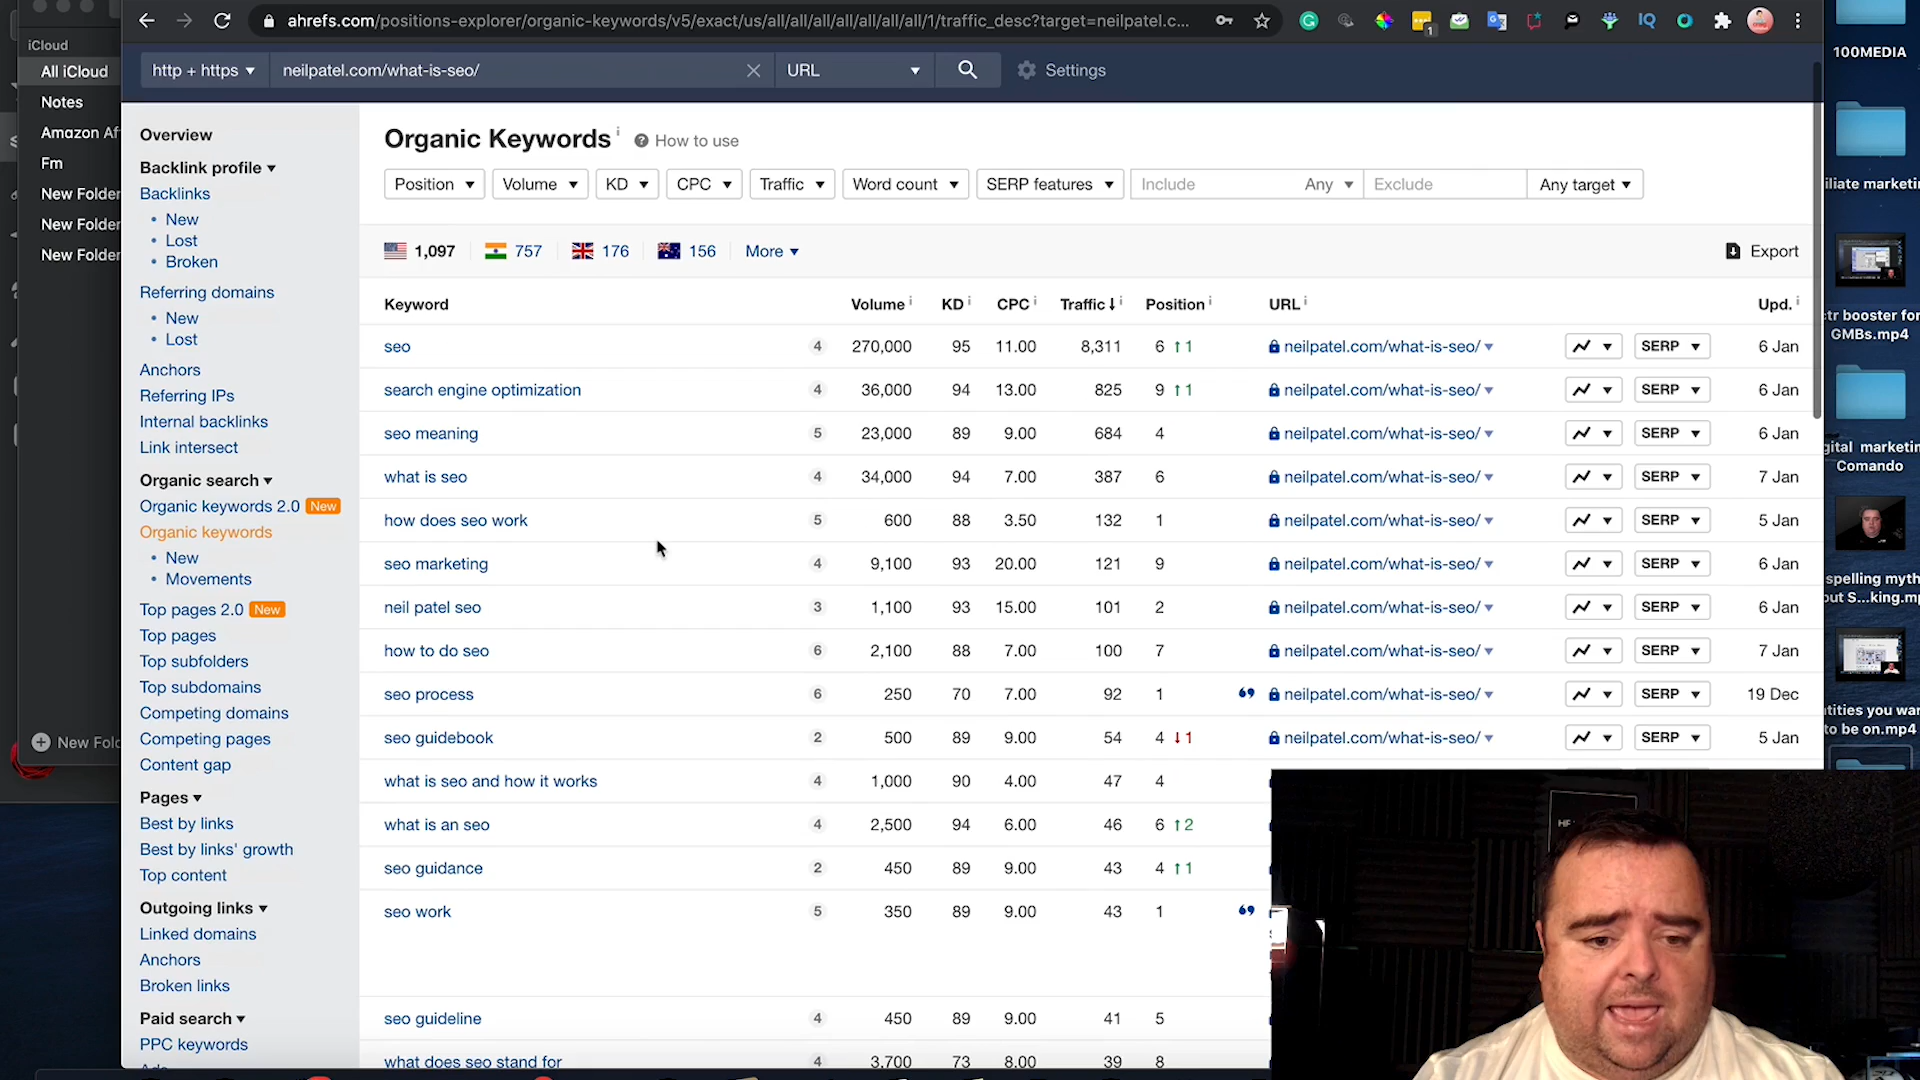 ahrefs.com/positions-explorer/organic-keywords/v5/exact/us/all/all/all/all/all/all/all/1/traffic_desc?target=neilpatel.c...
1
IQ
iCloud
All iCloud
Notes
Amazon Af
Fm
New Folder
New Folder
New Folder
New Folc
http + https
neilpatel.com/what-is-seo/
URL
Settings
Overview
Backlink profile
Backlinks
• New
• Lost
• Broken
Referring domains
• New
• Lost
Anchors
Referring IPs
Internal backlinks
Link intersect
Organic search
Organic keywords 2.0 New
Organic keywords
• New
• Movements
Top pages 2.0 New
Top pages
Top subfolders
Top subdomains
Competing domains
Competing pages
Content gap
Pages
Best by links
Best by links' growth
Top content
Outgoing links
Linked domains
Anchors
Broken links
Paid search
PPC keywords
Organic Keywords i ? How to use
Position Volume KD CPC Traffic Word count SERP features Include Any Exclude Any target
1,097 757 176 156 More Export
Keyword Volume i KD i CPC i Traffic ↓ i Position i URL i Upd. i
seo 4 270,000 95 11.00 8,311 6 ↑1 neilpatel.com/what-is-seo/ SERP 6 Jan
search engine optimization 4 36,000 94 13.00 825 9 ↑1 neilpatel.com/what-is-seo/ SERP 6 Jan
seo meaning 5 23,000 89 9.00 684 4 neilpatel.com/what-is-seo/ SERP 6 Jan
what is seo 4 34,000 94 7.00 387 6 neilpatel.com/what-is-seo/ SERP 7 Jan
how does seo work 5 600 88 3.50 132 1 neilpatel.com/what-is-seo/ SERP 5 Jan
seo marketing 4 9,100 93 20.00 121 9 neilpatel.com/what-is-seo/ SERP 6 Jan
neil patel seo 3 1,100 93 15.00 101 2 neilpatel.com/what-is-seo/ SERP 6 Jan
how to do seo 6 2,100 88 7.00 100 7 neilpatel.com/what-is-seo/ SERP 7 Jan
seo process 6 250 70 7.00 92 1 neilpatel.com/what-is-seo/ SERP 19 Dec
seo guidebook 2 500 89 9.00 54 4 ↓1 neilpatel.com/what-is-seo/ SERP 5 Jan
what is seo and how it works 4 1,000 90 4.00 47 4
what is an seo 4 2,500 94 6.00 46 6 ↑2
seo guidance 2 450 89 9.00 43 4 ↑1
seo work 5 350 89 9.00 43 1
seo guideline 4 450 89 9.00 41 5
what does seo stand for 4 3,700 73 8.00 39 8
100MEDIA
iliate marketin
ctr booster for
GMBs.mp4
gital marketin
Comando
spelling myth
out S...king.mp
tities you wan
to be on.mp4